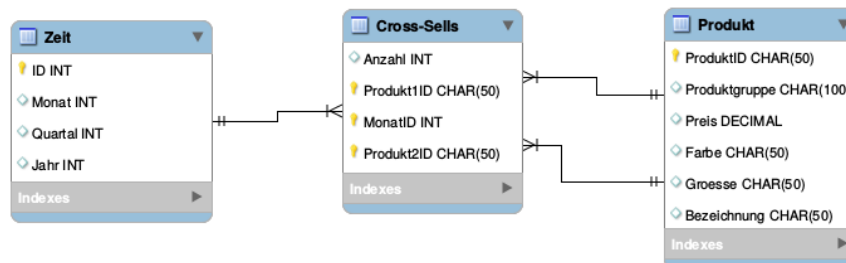 Zeit
ID INT
Monat INT
Quartal INT
Jahr INT
Indexes
Cross-Sells
Anzahl INT
Produkt1ID CHAR(50)
MonatID INT
Produkt2ID CHAR(50)
Indexes
Produkt
ProduktID CHAR(50)
Produktgruppe CHAR(100
Preis DECIMAL
Farbe CHAR(50)
Groesse CHAR(50)
Bezeichnung CHAR(50)
Indexes